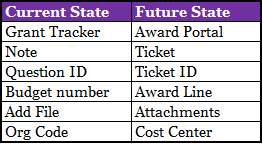 Current State Future State
Grant Tracker Award Portal
Note Ticket
Question ID Ticket ID
Budget number Award Line
Add File Attachments
Org Code Cost Center